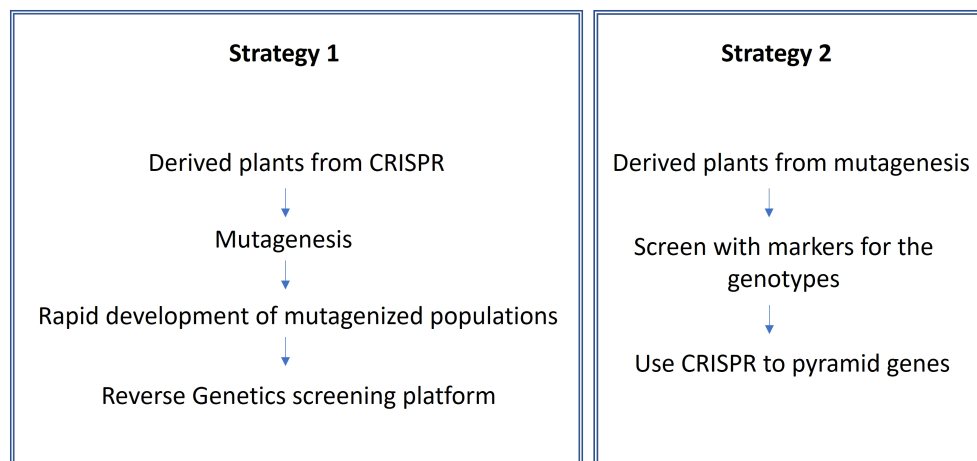 Strategy 1
Derived plants from CRISPR
Mutagenesis
Rapid development of mutagenized populations
Reverse Genetics screening platform
Strategy 2
Derived plants from mutagenesis
Screen with markers for the
genotypes
Use CRISPR to pyramid genes